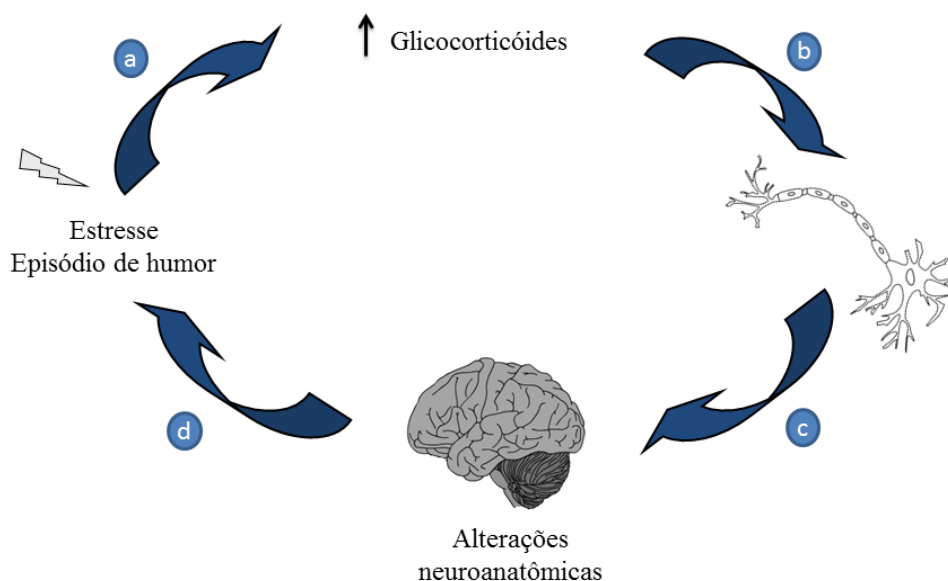 a
Glicocorticóides
b
Estresse
Episódio de humor
d
c
Alterações
neuroanatômicas